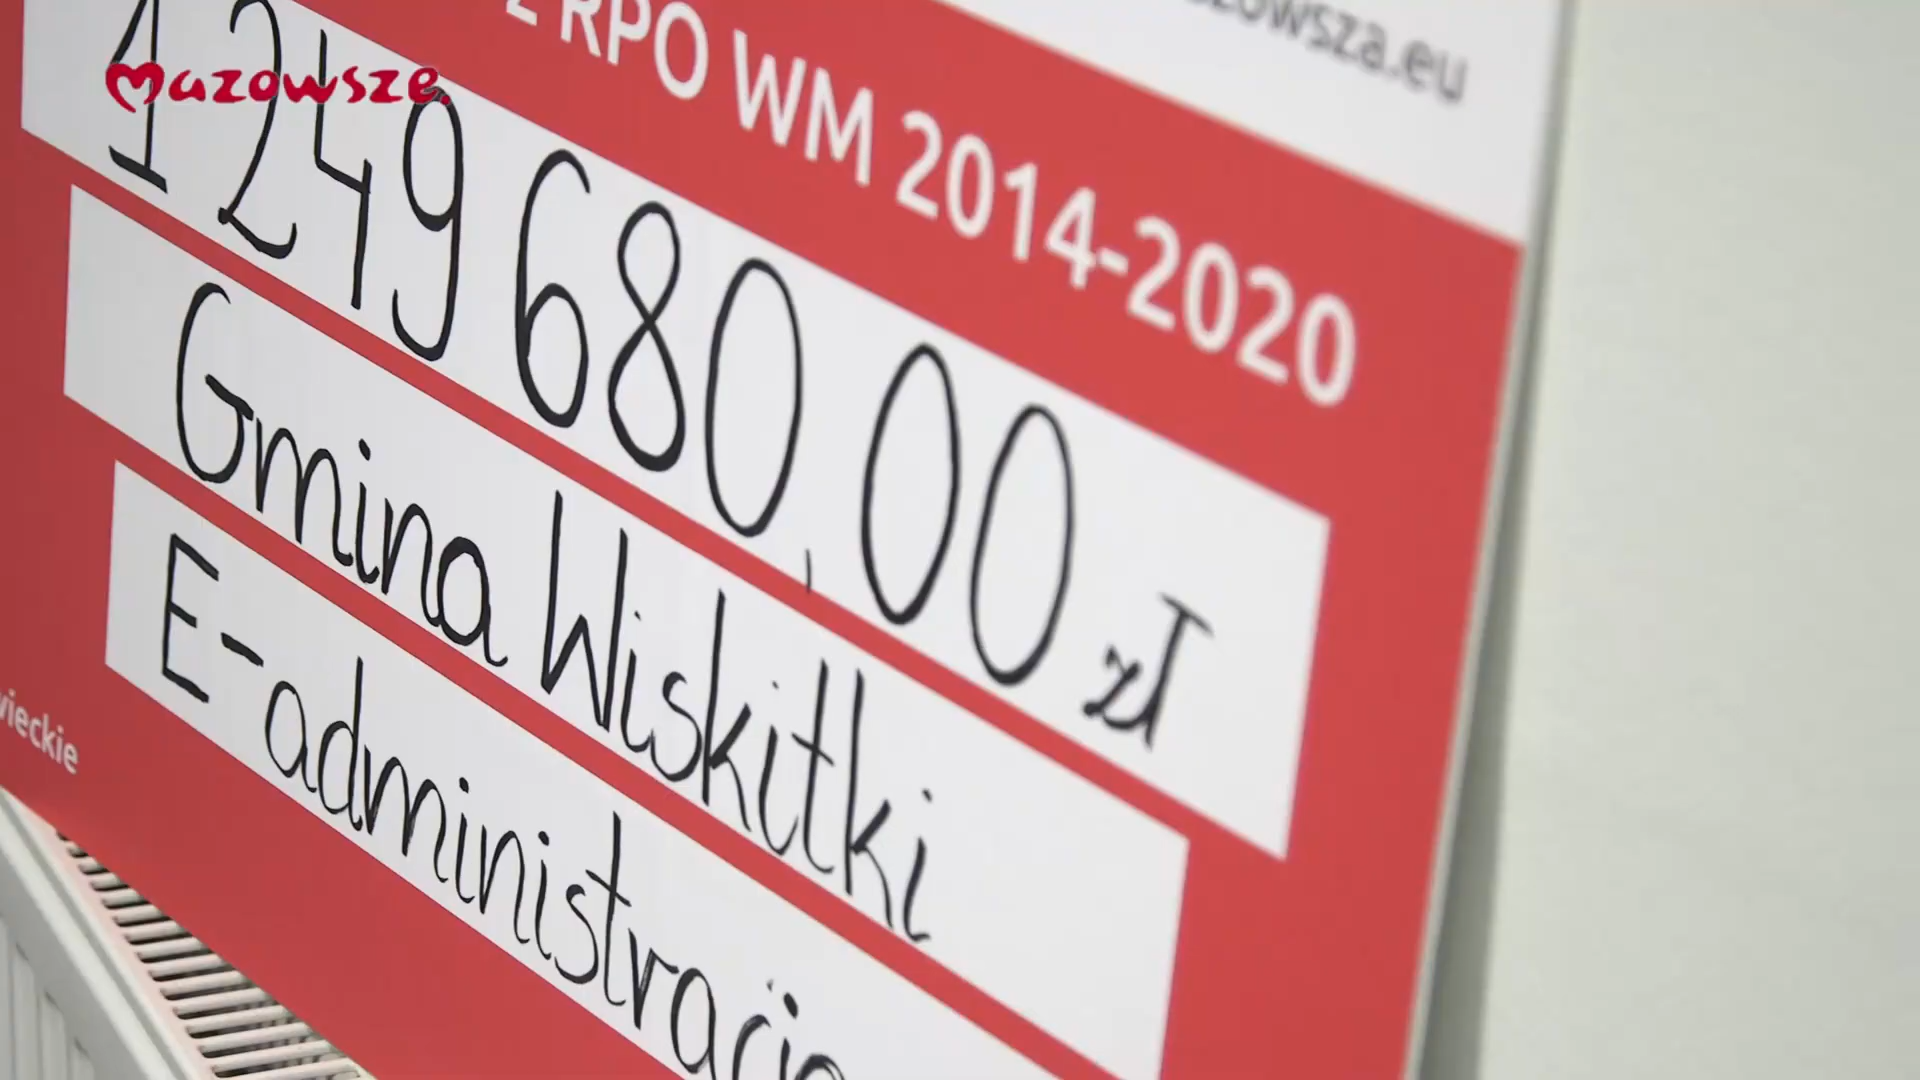 mazowsze.
z RPO WM 2014-2020
1 249 680,00 zł
Gmina Wiskitki
E-administracja